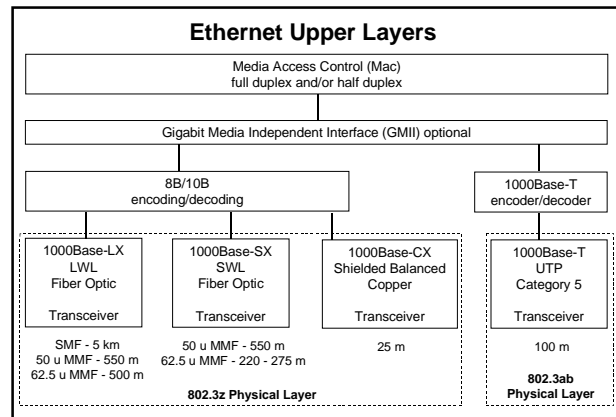 Ethernet Upper Layers
Media Access Control (Mac)
full duplex and/or half duplex
Gigabit Media Independent Interface (GMII) optional
8B/10B
encoding/decoding
1000Base-T
encoder/decoder
1000Base-LX
LWL
Fiber Optic
Transceiver
1000Base-SX
SWL
Fiber Optic
Transceiver
1000Base-CX
Shielded Balanced
Copper
Transceiver
1000Base-T
UTP
Category 5
Transceiver
SMF - 5 km
50 u MMF - 550 m
62.5 u MMF - 500 m
50 u MMF - 550 m
62.5 u MMF - 220 - 275 m
25 m
100 m
802.3z Physical Layer
802.3ab
Physical Layer